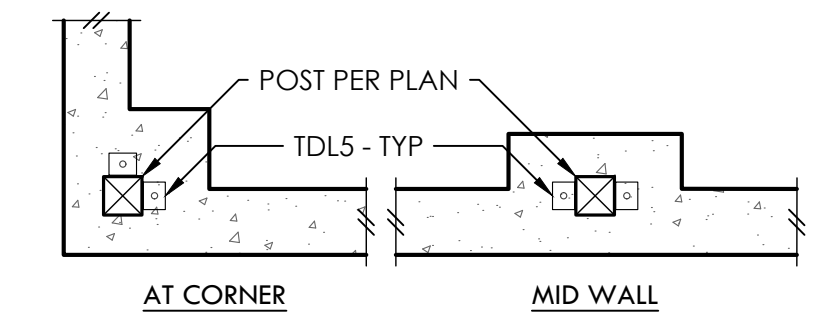 POST PER PLAN
TDL5 - TYP
AT CORNER
MID WALL